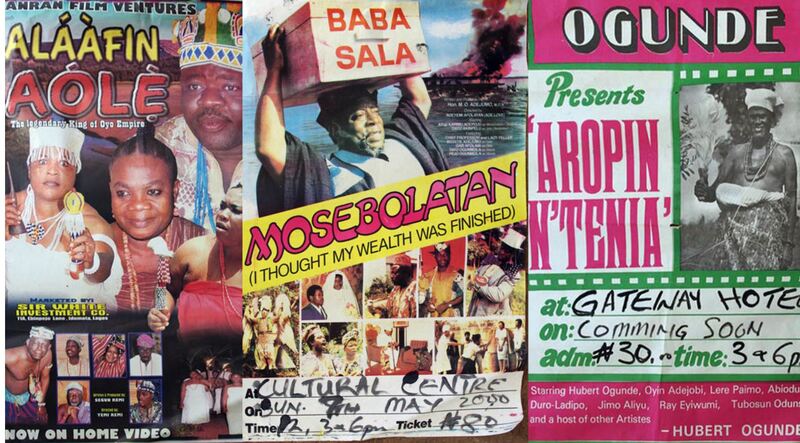 ANRAN FILM VENTURES
ALÁÀFIN
AÒLẸ̀
The legendary King of Oyo Empire
MARKETED BY:
SIR WHITE
INVESTMENT CO.
NOW ON HOME VIDEO
BABA
SALA
MOSEBOLATAN
(I THOUGHT MY WEALTH WAS FINISHED)
At CULTURAL CENTRE
On SUN. 7TH MAY 2000
Time 12, 3 & 6pm Ticket ₦80
OGUNDE
Presents
'AROPIN
N'TENIA'
at: GATEWAY HOTEL
on: COMMING SOON
adm: ₦30.00 time: 3 & 6pm
Starring Hubert Ogunde, Oyin Adejobi, Lere Paimo, Abiodu
Duro-Ladipo, Jimo Aliyu, Ray Eyiwumi, Tubosun Odun
and a host of other Artistes
- HUBERT OGUNDE